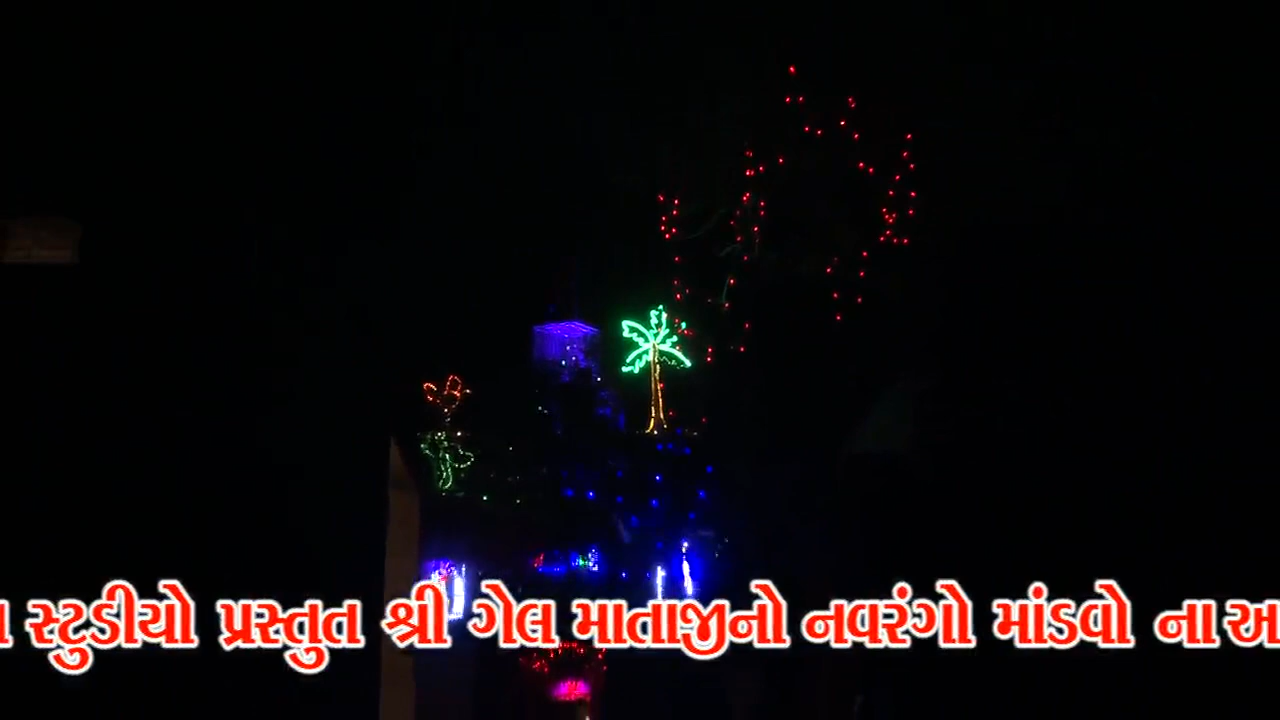 સ્ટુડીયો પ્રસ્તુત શ્રી ગેલ માતાજીનો નવરંગો માંડવો ના